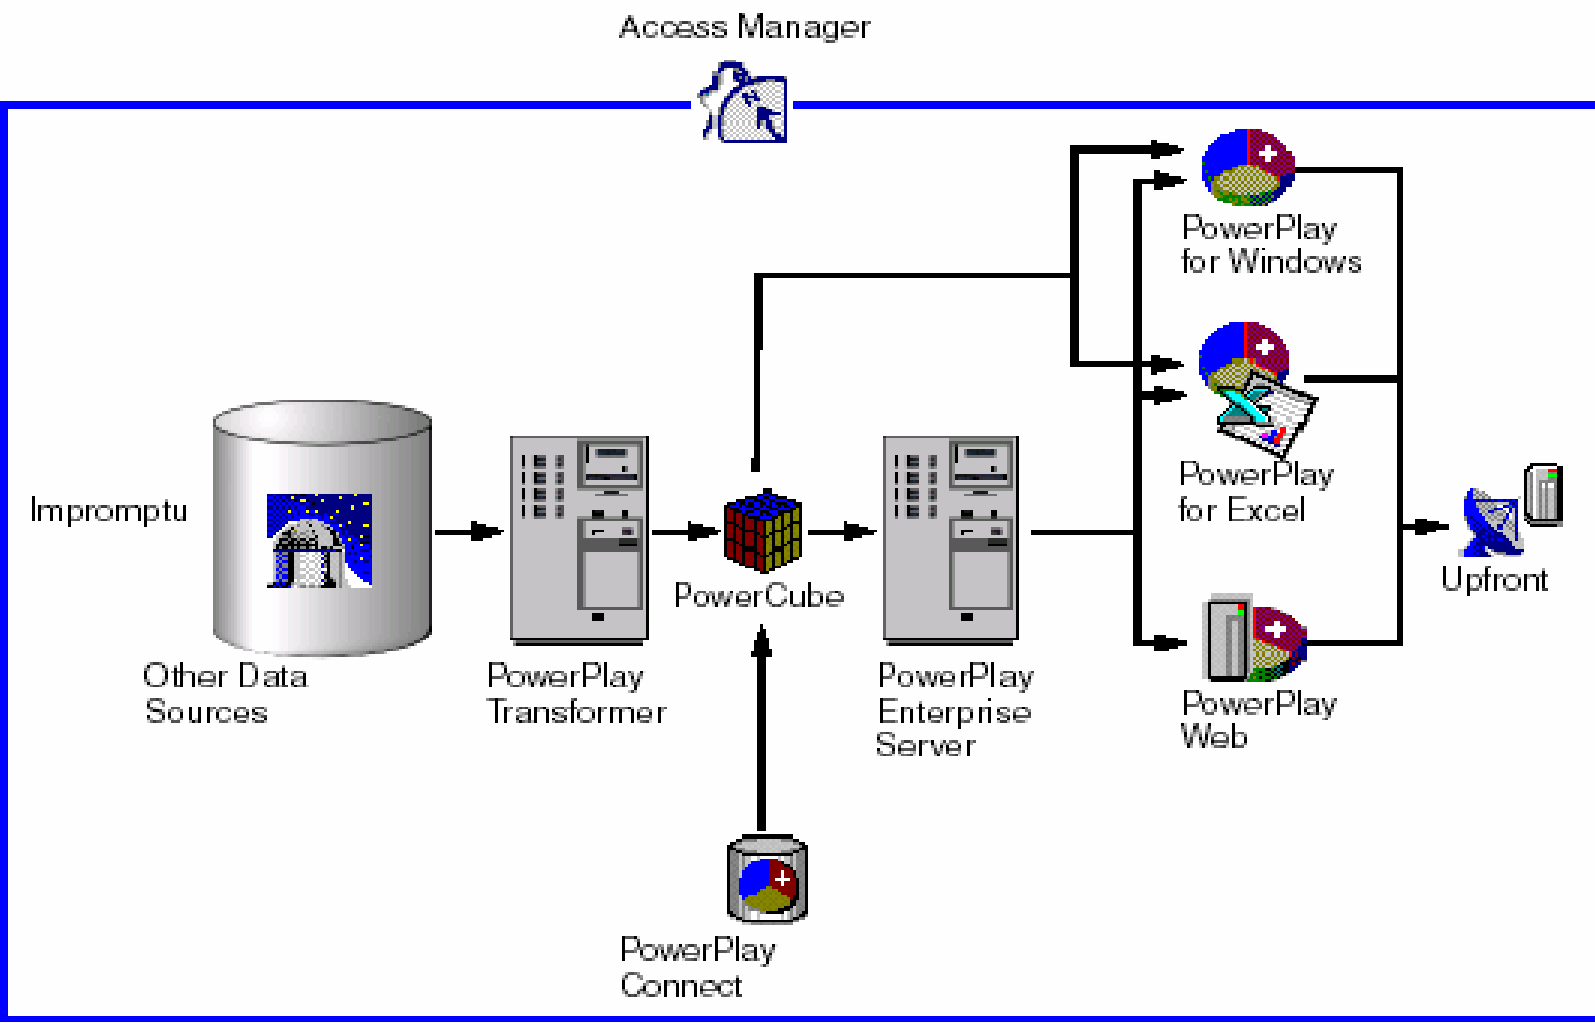 Access Manager
PowerPlay
for Windows
PowerPlay
for Excel
Impromptu
Upfront
PowerCube
Other Data
Sources
PowerPlay
Transformer
PowerPlay
Enterprise
Server
PowerPlay
Web
PowerPlay
Connect